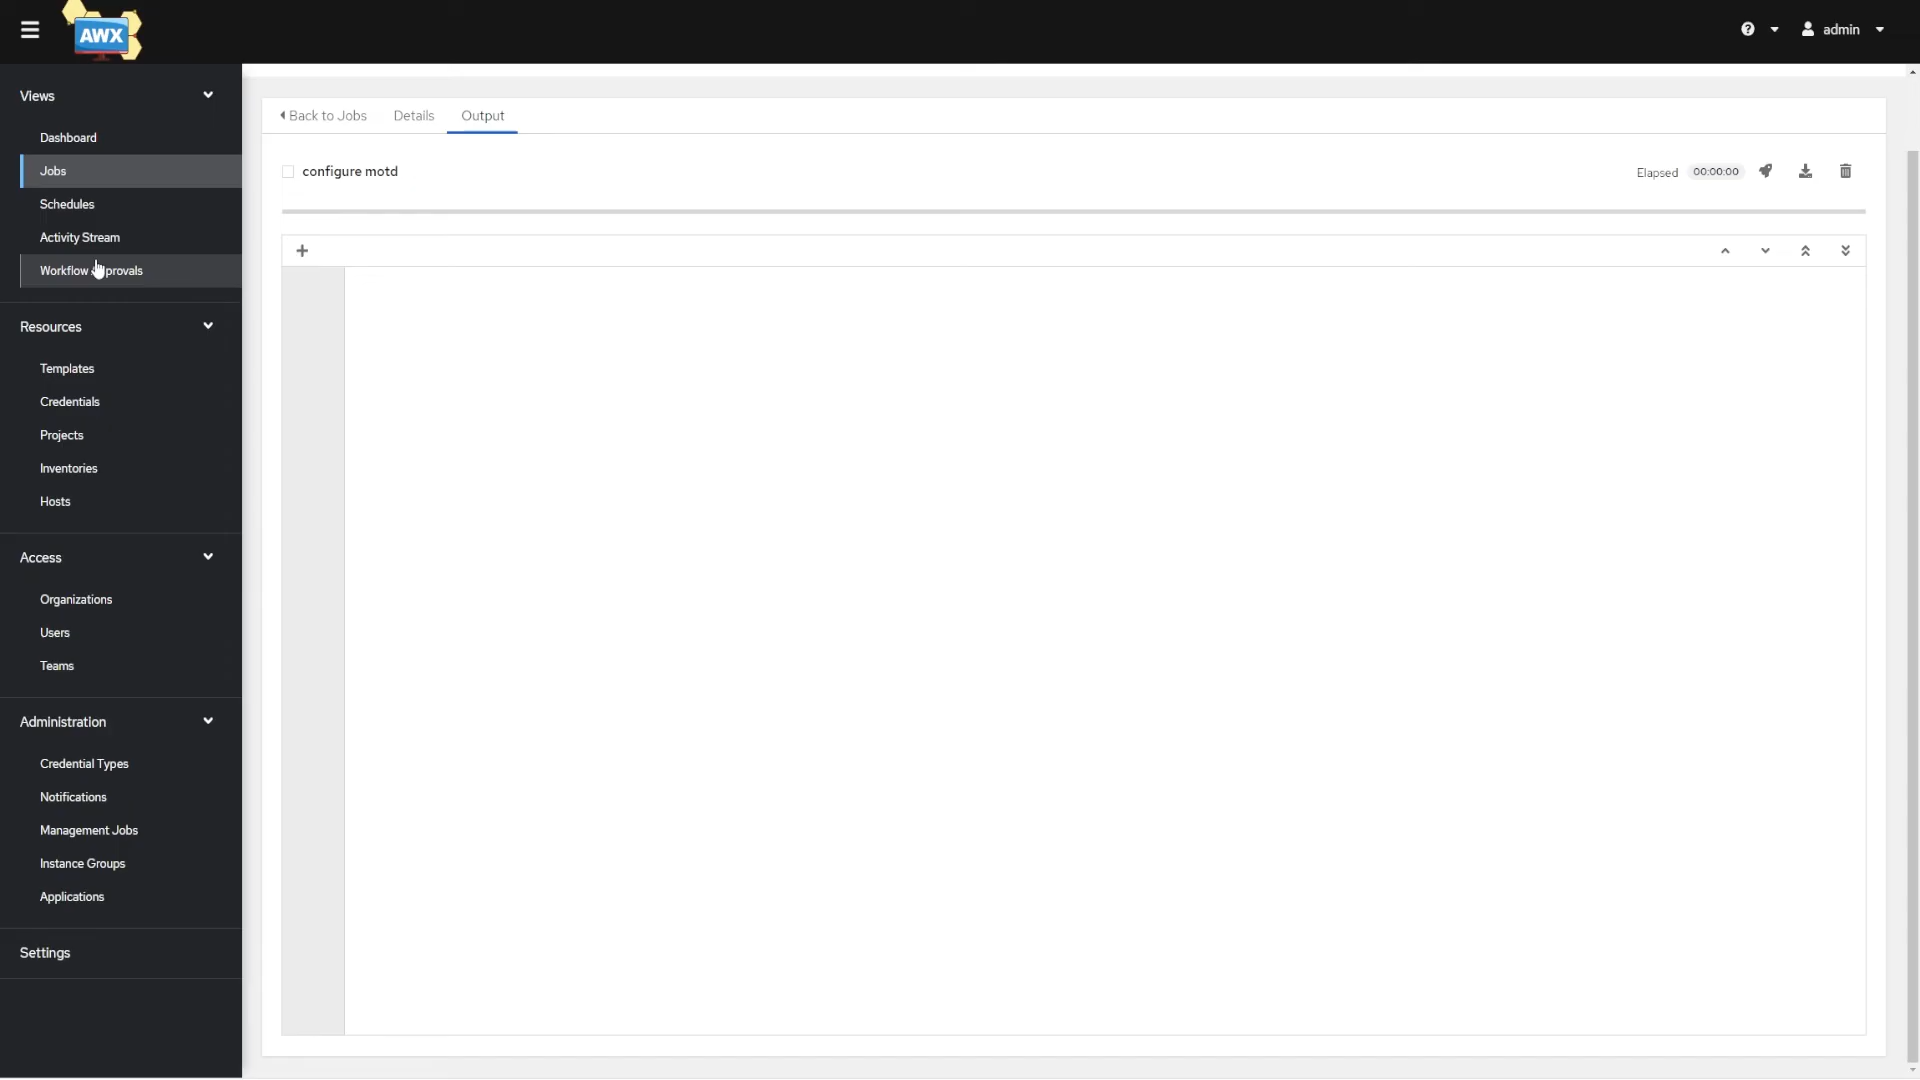 AWX
admin
Views
Dashboard
Jobs
Schedules
Activity Stream
Workflow provals
Resources
Templates
Credentials
Projects
Inventories
Hosts
Access
Organizations
Users
Teams
Administration
Credential Types
Notifications
Management Jobs
Instance Groups
Applications
Settings
Back to Jobs Details Output
configure motd
Elapsed 00:00:00